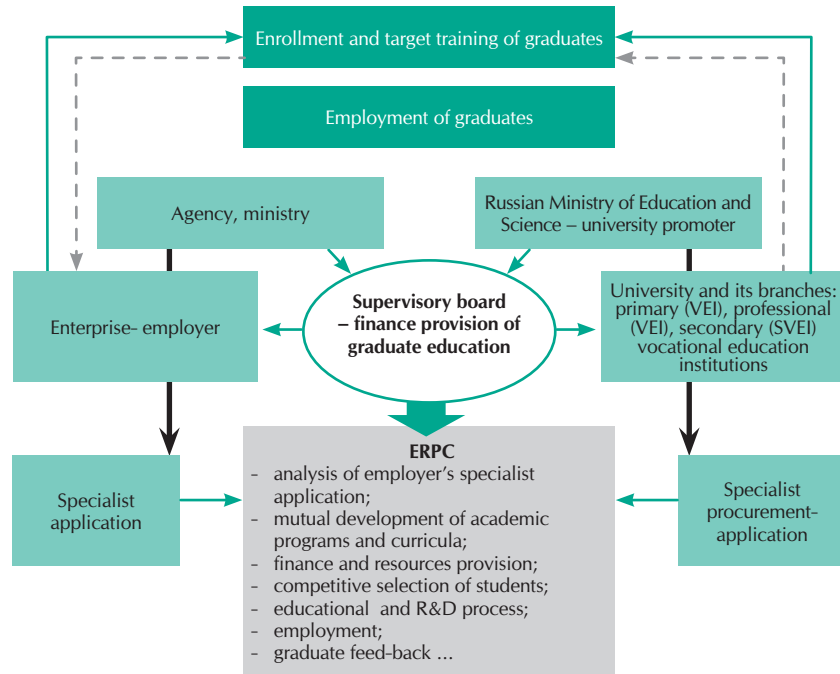 Enrollment and target training of graduates
Employment of graduates
Agency, ministry
Russian Ministry of Education and
Science – university promoter
Enterprise- employer
Supervisory board
– finance provision of
graduate education
University and its branches:
primary (VEI), professional
(VEI), secondary (SVEI)
vocational education
institutions
Specialist
application
ERPC
- analysis of employer's specialist
application;
- mutual development of academic
programs and curricula;
- finance and resources provision;
- competitive selection of students;
- educational and R&D process;
- employment;
- graduate feed-back ...
Specialist
procurement-
application